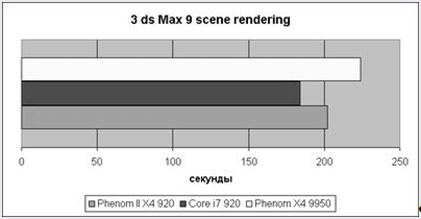 3 ds Max 9 scene rendering
0 50 100 150 200 250
секунды
Phenom II X4 920 Core i7 920 Phenom X4 9950